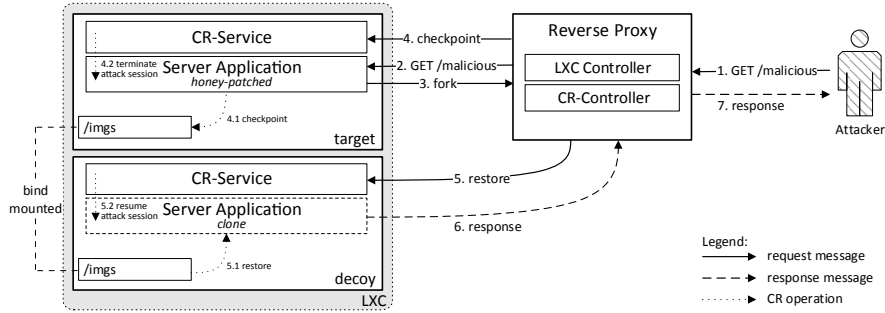 CR-Service
4.2 terminate
attack session
Server Application
honey-patched
4.1 checkpoint
/imgs
target
bind
mounted
CR-Service
5.2 resume
attack session
Server Application
clone
/imgs
5.1 restore
decoy
LXC
4. checkpoint
2. GET /malicious
3. fork
5. restore
6. response
Reverse Proxy
LXC Controller
CR-Controller
1. GET /malicious
7. response
Attacker
Legend:
request message
response message
CR operation